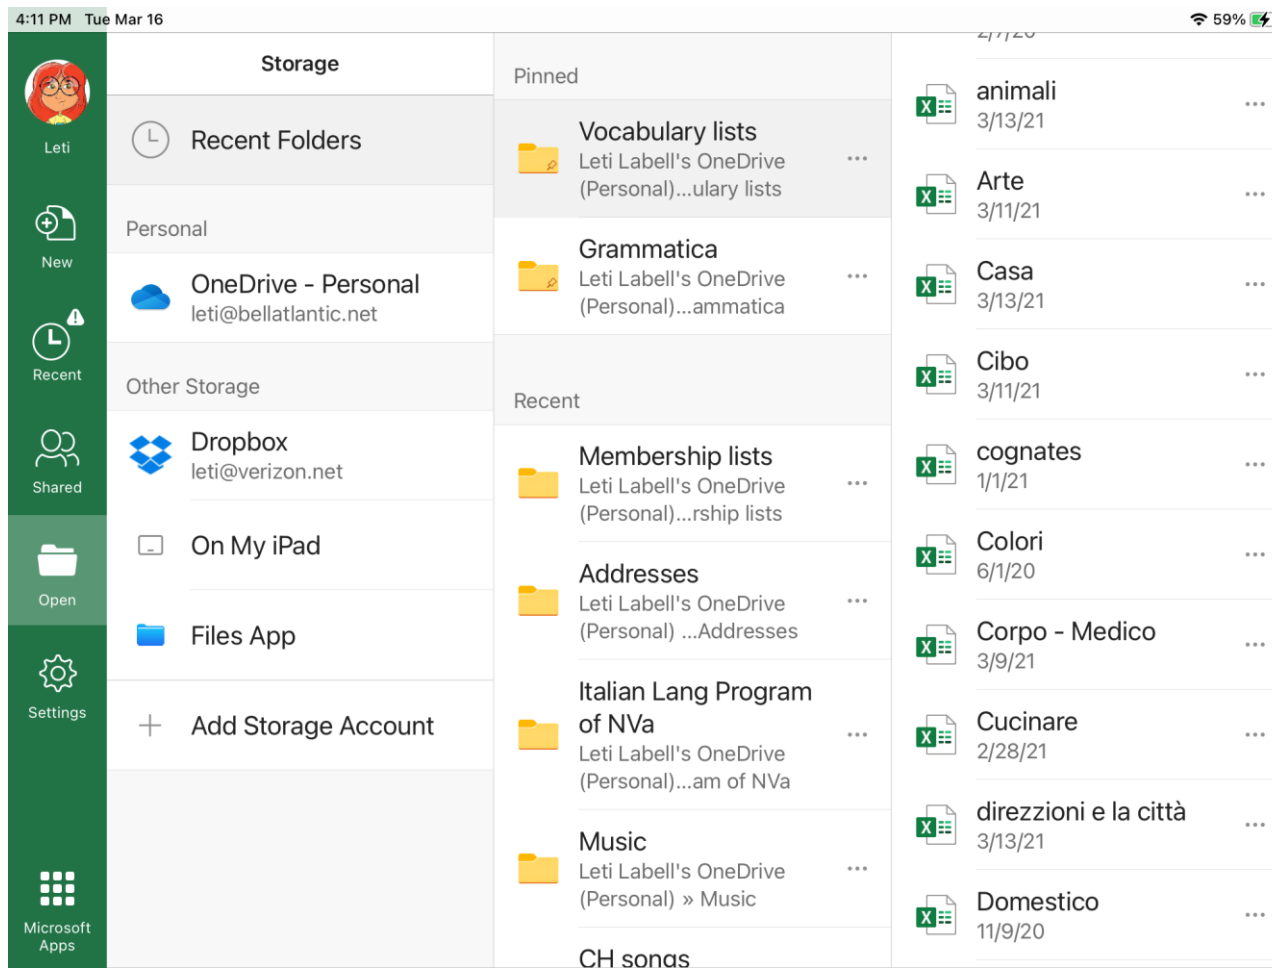 4:11 PM Tue Mar 16
59%
Leti
New
Recent
Shared
Open
Settings
Microsoft
Apps
Storage
Recent Folders
Personal
OneDrive - Personal
leti@bellatlantic.net
Other Storage
Dropbox
leti@verizon.net
On My iPad
Files App
Add Storage Account
Pinned
Vocabulary lists
Leti Labell's OneDrive
(Personal)...ulary lists
Grammatica
Leti Labell's OneDrive
(Personal)...ammatica
Recent
Membership lists
Leti Labell's OneDrive
(Personal)...rship lists
Addresses
Leti Labell's OneDrive
(Personal) ...Addresses
Italian Lang Program
of NVa
Leti Labell's OneDrive
(Personal)...am of NVa
Music
Leti Labell's OneDrive
(Personal) » Music
CH songs
2/7/20
animali
3/13/21
Arte
3/11/21
Casa
3/13/21
Cibo
3/11/21
cognates
1/1/21
Colori
6/1/20
Corpo - Medico
3/9/21
Cucinare
2/28/21
direzzioni e la città
3/13/21
Domestico
11/9/20